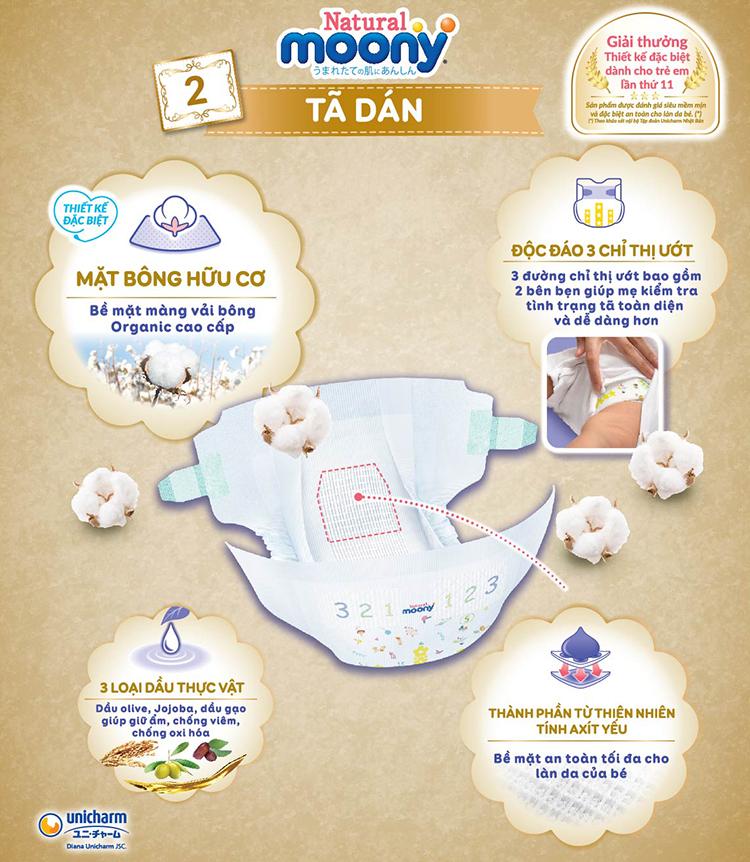 Natural
moony
うまれたての肌にあんしん
2
TÃ DÁN
Giải thưởng
Thiết kế đặc biệt
dành cho trẻ em
lần thứ 11
Sản phẩm được đánh giá siêu mềm mịn
và đặc biệt an toàn cho làn da bé. (*)
(*) Theo khảo sát nội bộ Tập đoàn Unicharm Nhật Bản
THIẾT KẾ
ĐẶC BIỆT
MẶT BÔNG HỮU CƠ
Bề mặt màng vải bông
Organic cao cấp
ĐỘC ĐÁO 3 CHỈ THỊ ƯỚT
3 đường chỉ thị ướt bao gồm
2 bên bẹn giúp mẹ kiểm tra
tình trạng tã toàn diện
và dễ dàng hơn
3 2 1 Natural moony 1 2 3
3 LOẠI DẦU THỰC VẬT
Dầu olive, Jojoba, dầu gạo
giúp giữ ẩm, chống viêm,
chống oxi hóa
THÀNH PHẦN TỪ THIÊN NHIÊN
TÍNH AXÍT YẾU
Bề mặt an toàn tối đa cho
làn da của bé
unicharm
ユニ・チャーム
Diana Unicharm JSC.